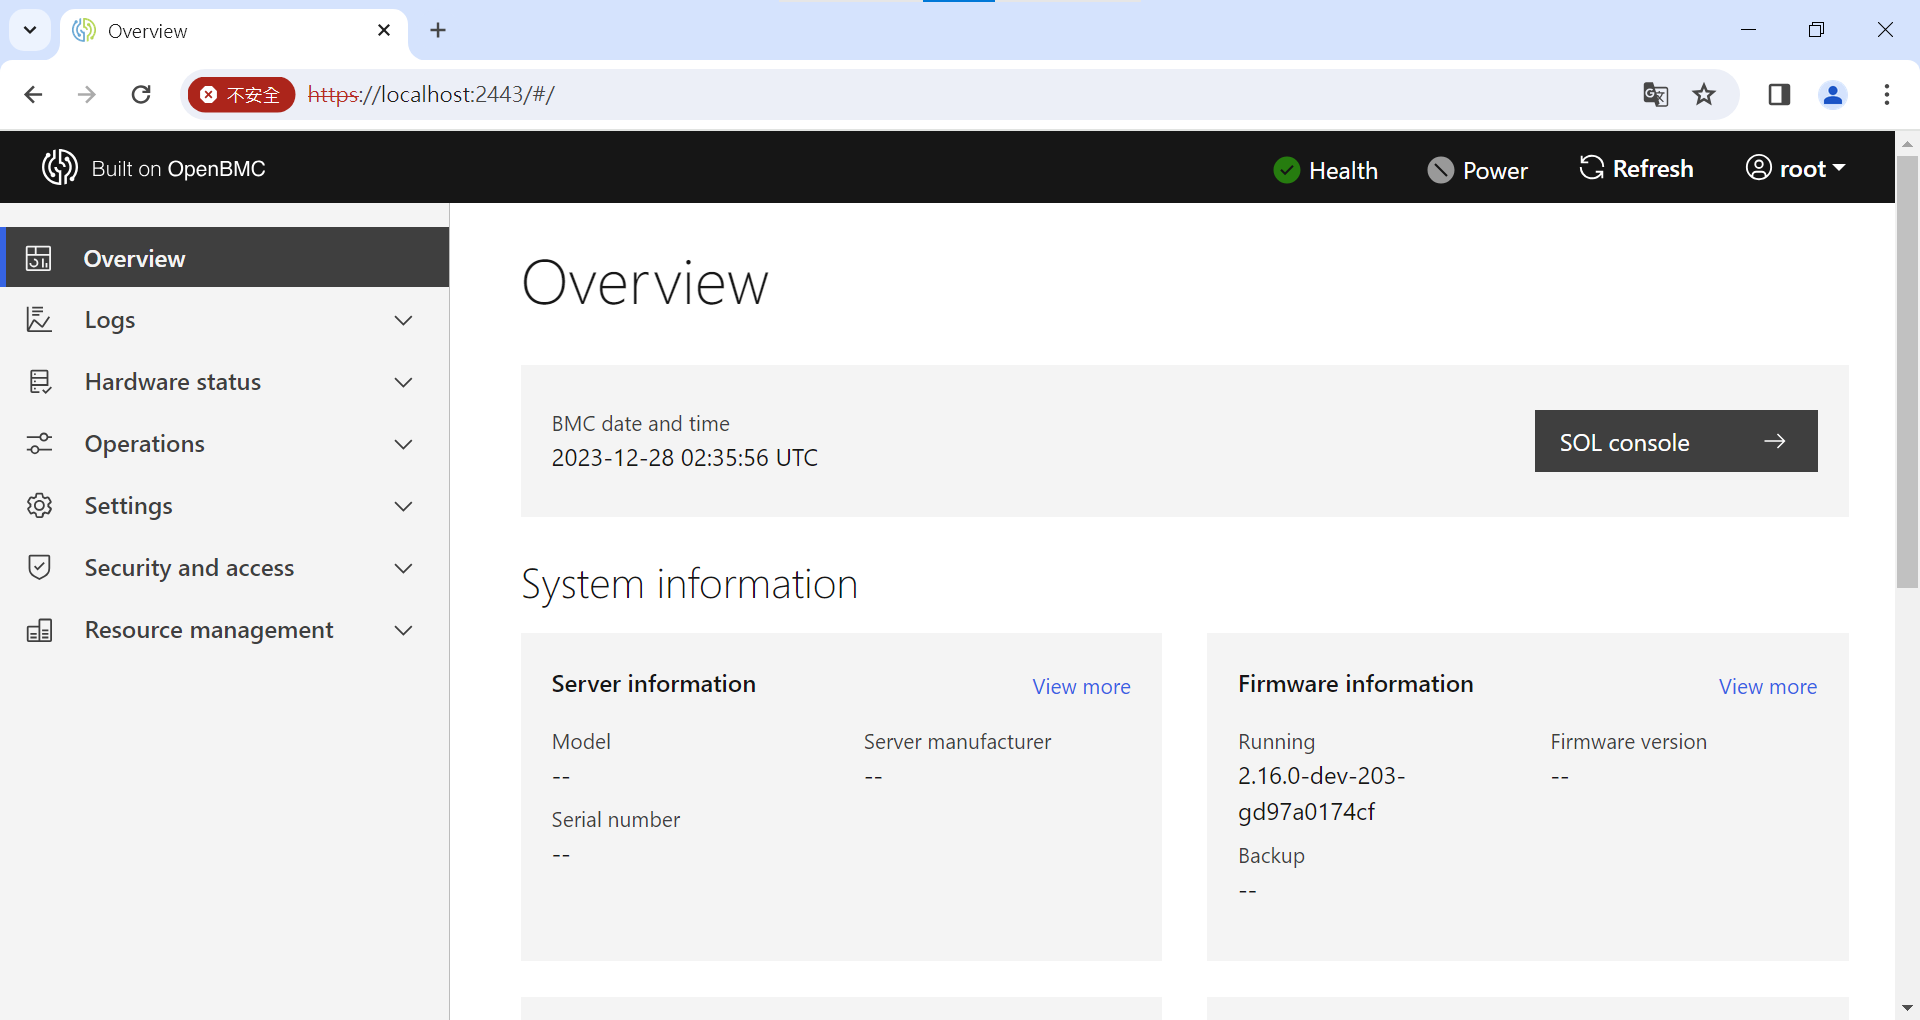 Overview
不安全
https://localhost:2443/#/
Built on OpenBMC
Health
Power
Refresh
root
Overview
Logs
Hardware status
Operations
Settings
Security and access
Resource management
Overview
BMC date and time
2023-12-28 02:35:56 UTC
SOL console
System information
Server information
View more
Model
--
Server manufacturer
--
Serial number
--
Firmware information
View more
Running
2.16.0-dev-203-
gd97a0174cf
Firmware version
--
Backup
--